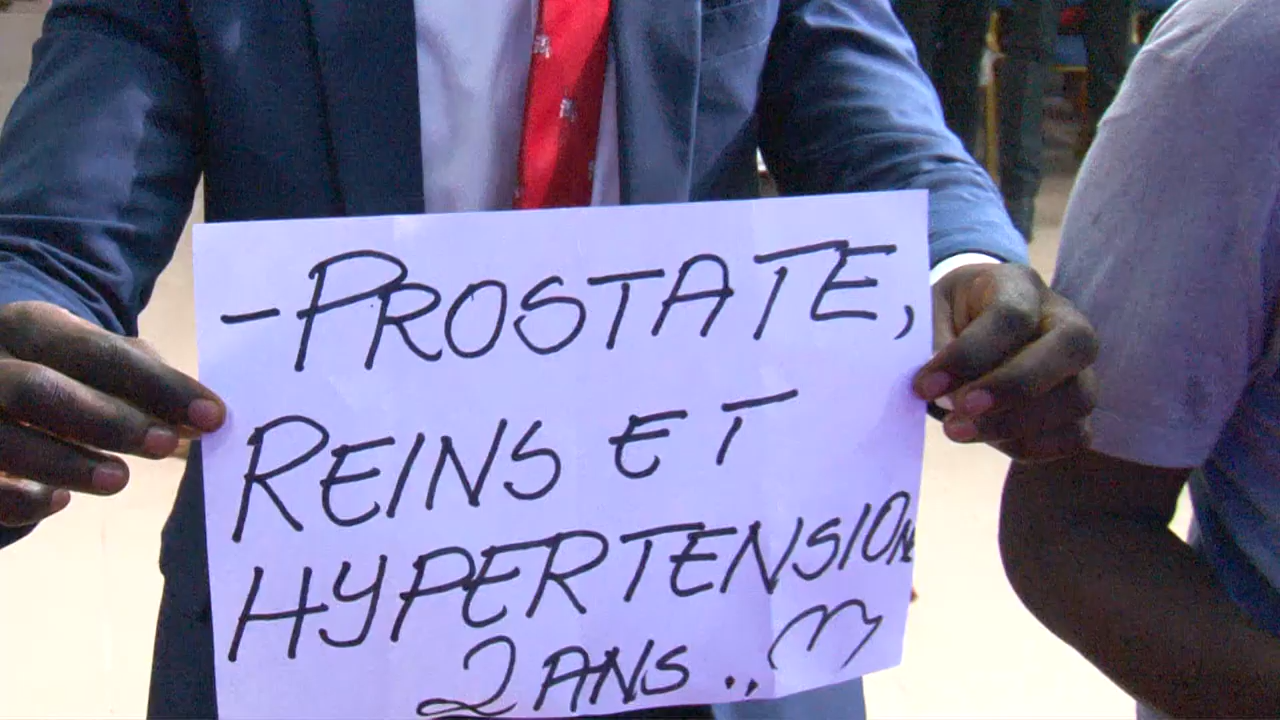 -PROSTATE,
REINS ET
HYPERTENSION
2 ANS..